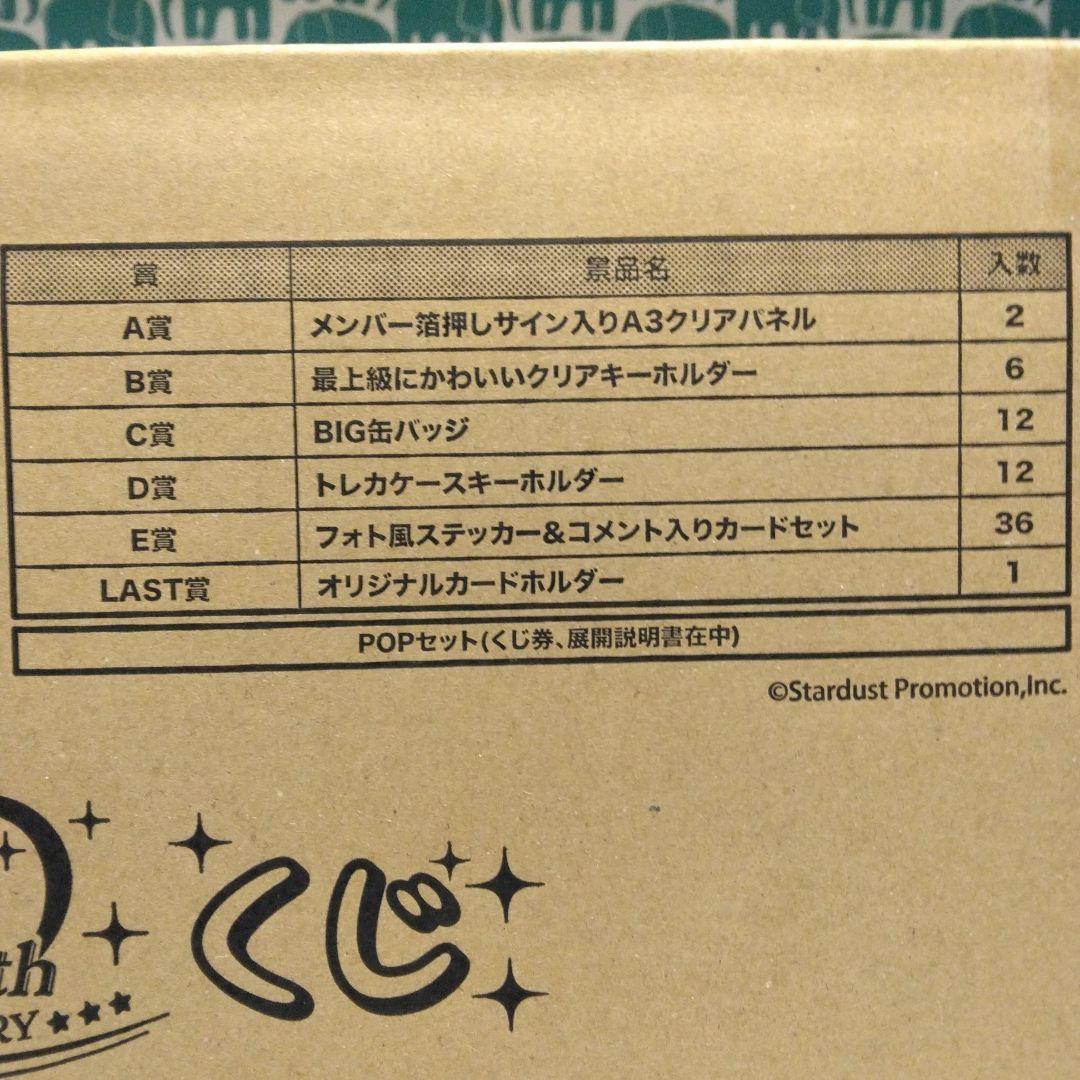 賞 景品名 入数
A賞 メンバー箔押しサイン入りA3クリアパネル 2
B賞 最上級にかわいいクリアキーホルダー 6
C賞 BIG缶バッジ 12
D賞 トレカケースキーホルダー 12
E賞 フォト風ステッカー&コメント入りカードセット 36
LAST賞 オリジナルカードホルダー 1
POPセット(くじ券、展開説明書在中)
©Stardust Promotion,Inc.
くじ
th
RY